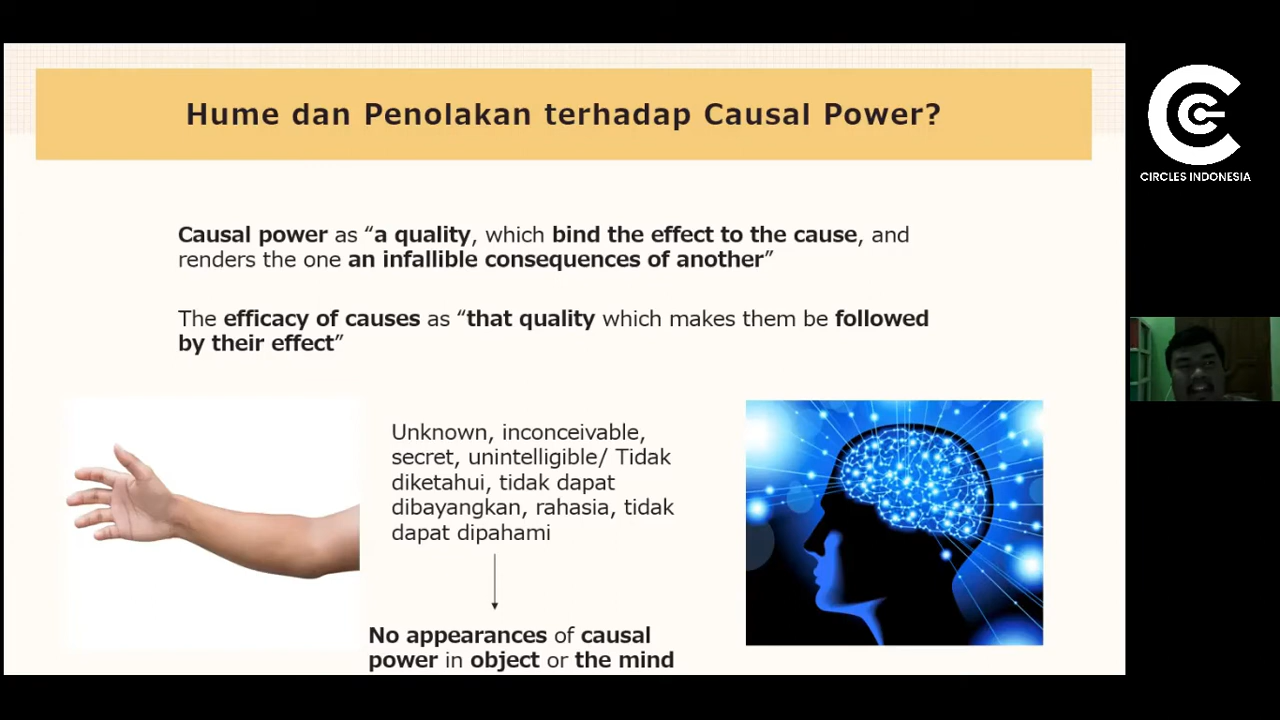 Hume dan Penolakan terhadap Causal Power?
CIRCLES INDONESIA
Causal power as “a quality, which bind the effect to the cause, and
renders the one an infallible consequences of another”
The efficacy of causes as “that quality which makes them be followed
by their effect”
Unknown, inconceivable,
secret, unintelligible/ Tidak
diketahui, tidak dapat
dibayangkan, rahasia, tidak
dapat dipahami
No appearances of causal
power in object or the mind